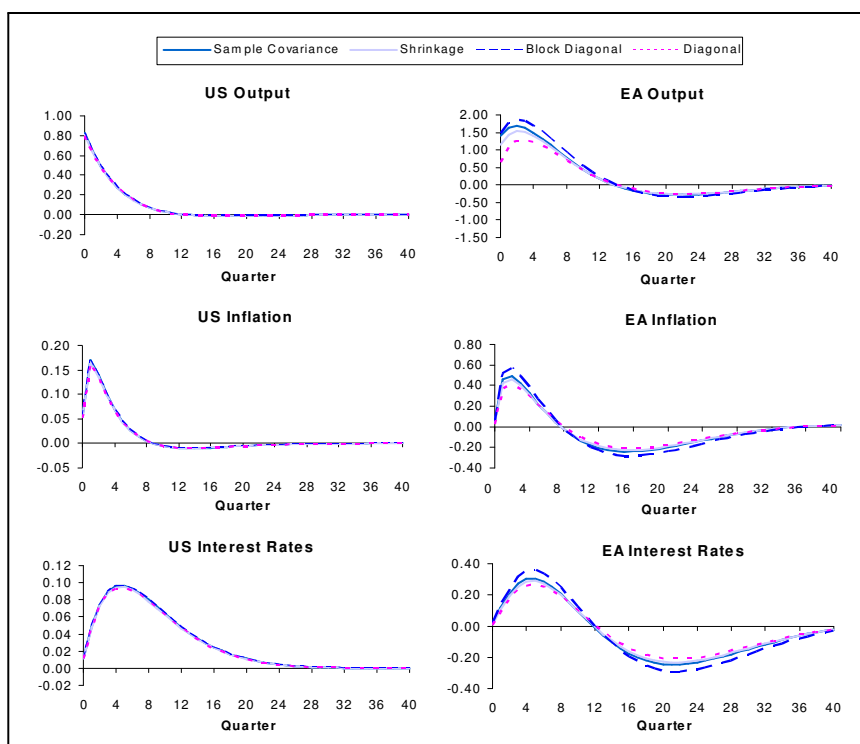 Sample Covariance Shrinkage Block Diagonal Diagonal
US Output
1.00
0.80
0.60
0.40
0.20
0.00
-0.20
0 4 8 12 16 20 24 28 32 36 40
Quarter
EA Output
2.00
1.50
1.00
0.50
0.00
-0.50
-1.00
-1.50
0 4 8 12 16 20 24 28 32 36 40
Quarter
US Inflation
0.20
0.15
0.10
0.05
0.00
-0.05
0 4 8 12 16 20 24 28 32 36 40
Quarter
EA Inflation
0.80
0.60
0.40
0.20
0.00
-0.20
-0.40
0 4 8 12 16 20 24 28 32 36 40
Quarter
US Interest Rates
0.12
0.10
0.08
0.06
0.04
0.02
0.00
-0.02
0 4 8 12 16 20 24 28 32 36 40
Quarter
EA Interest Rates
0.40
0.20
0.00
-0.20
-0.40
0 4 8 12 16 20 24 28 32 36 40
Quarter